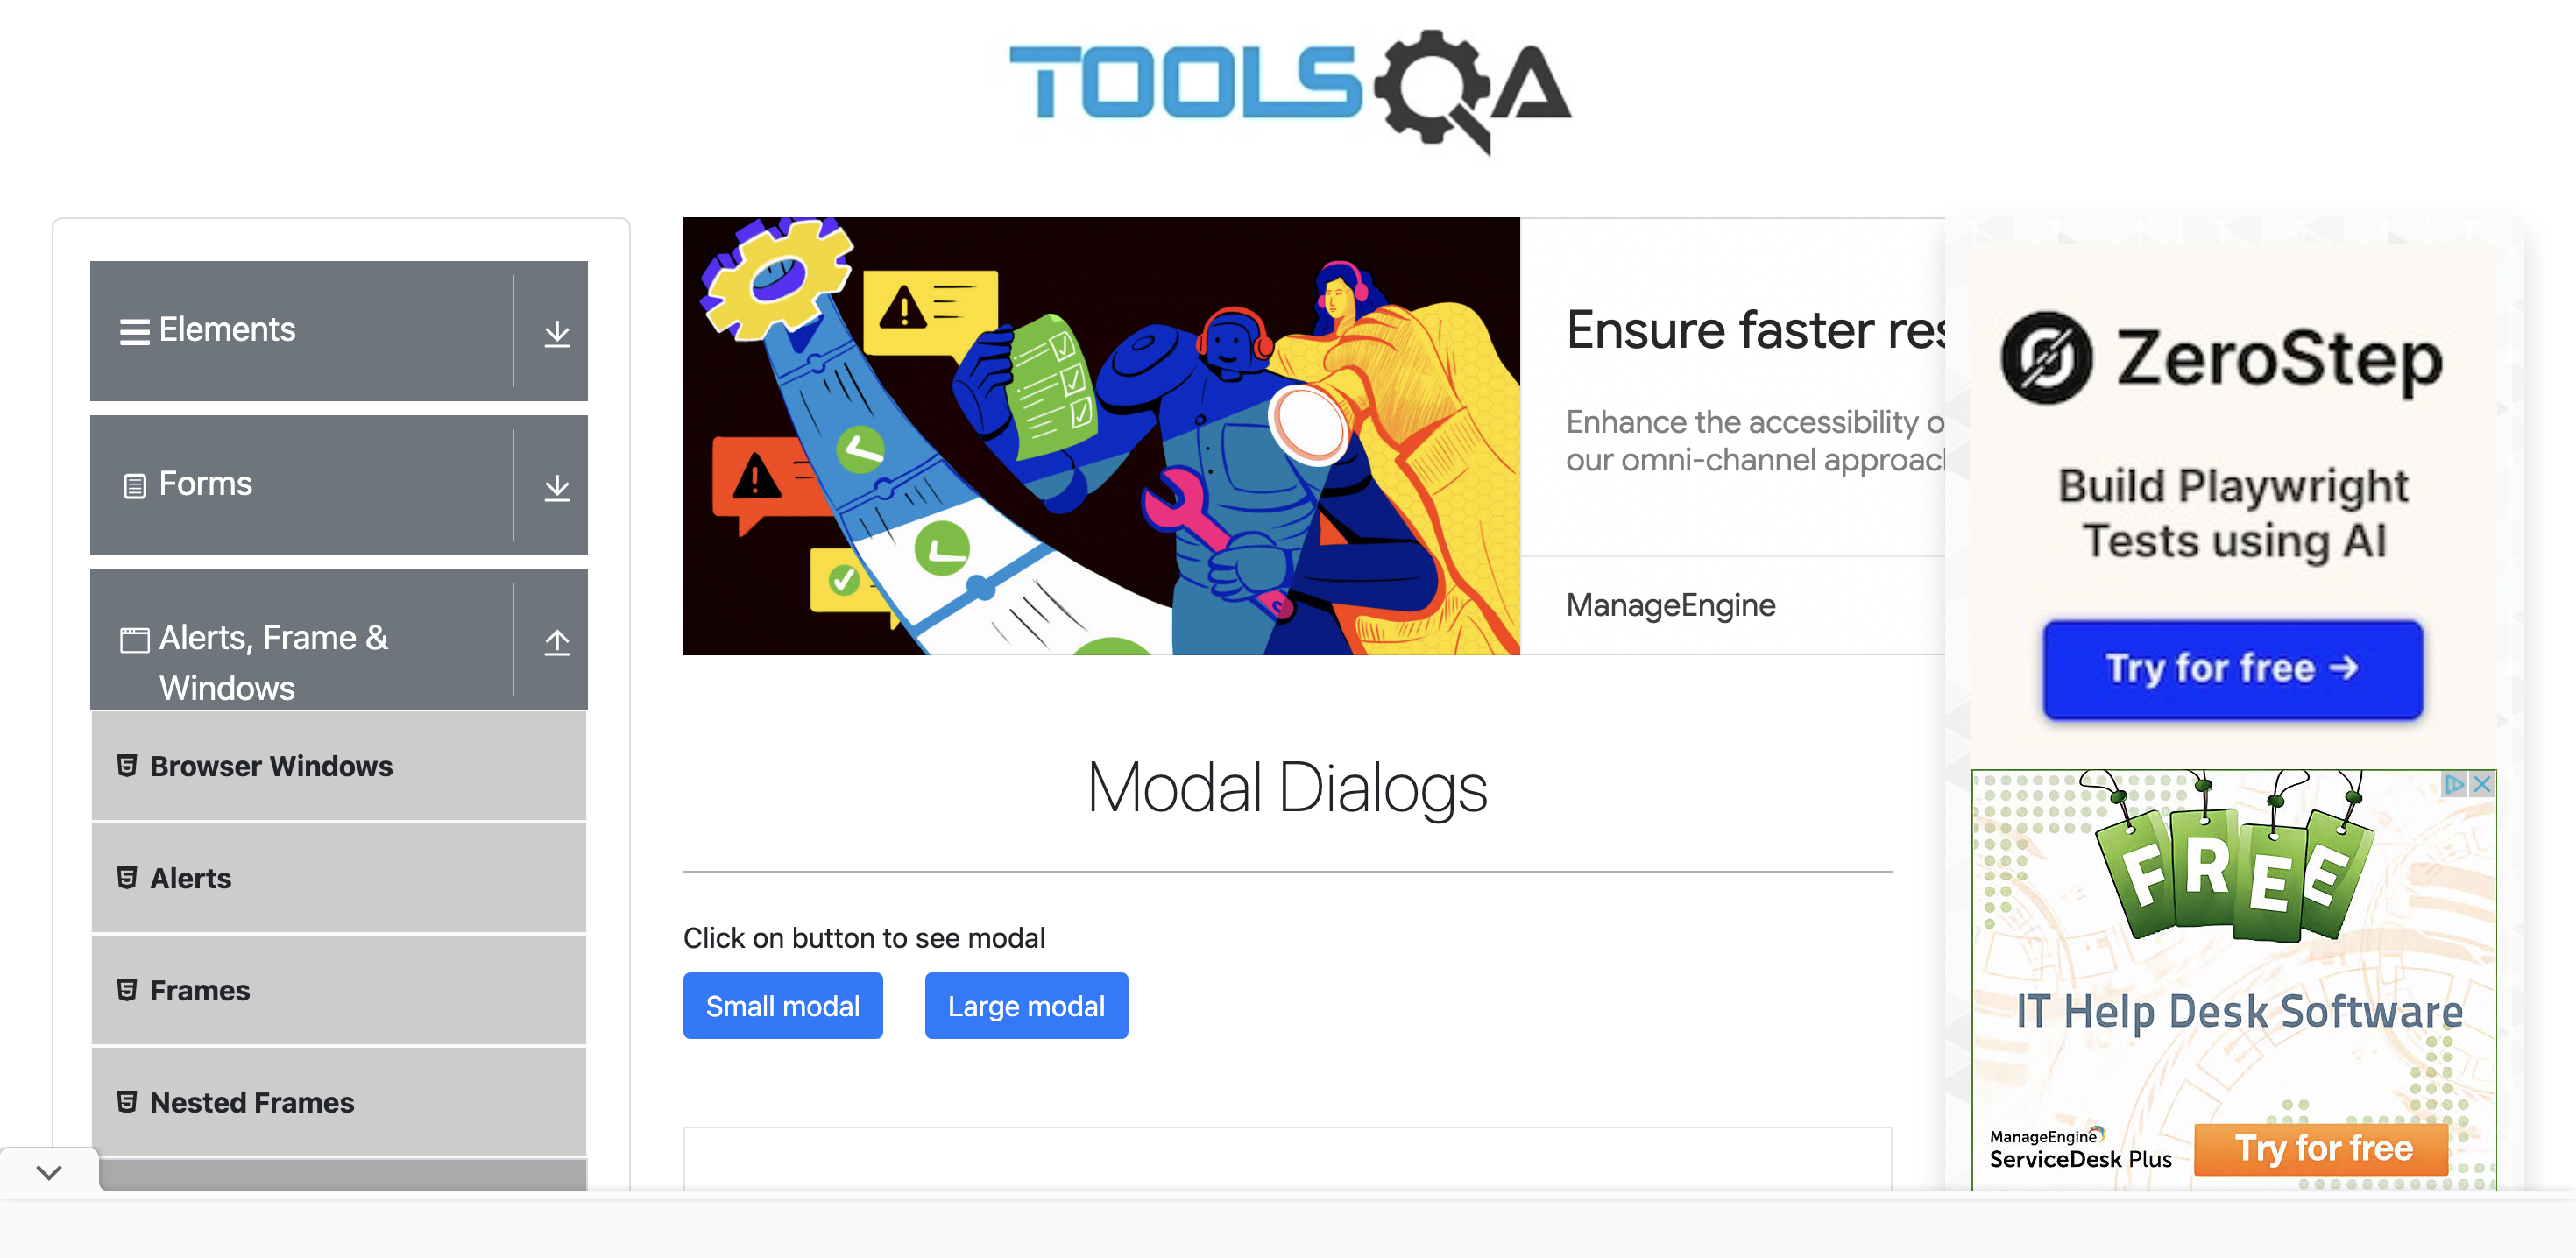 TOOLSQA
Elements
Forms
Alerts, Frame &
Windows
Browser Windows
Alerts
Frames
Nested Frames
Ensure faster
Enhance the accessibility
our omni-channel
ManageEngine
Modal Dialogs
Click on button to see modal
Small modal
Large modal
ZeroStep
Build Playwright
Tests using AI
Try for free →
FREE
IT Help Desk Software
ManageEngine
ServiceDesk Plus
Try for free